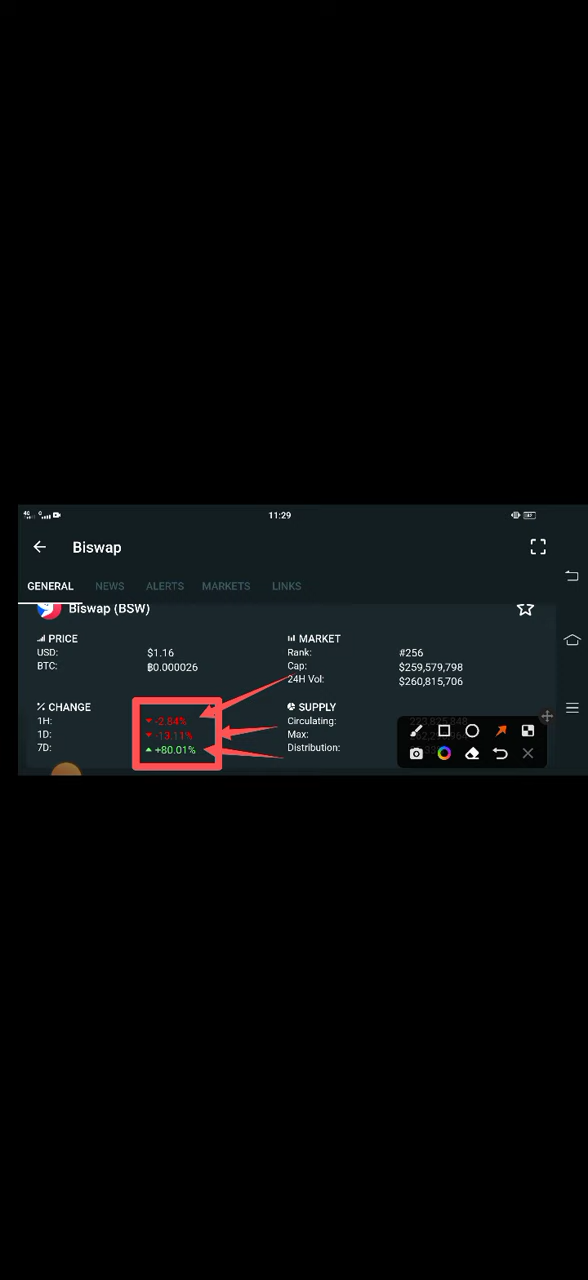 4G
11:29
Biswap
GENERAL NEWS ALERTS MARKETS LINKS
Biswap (BSW)
PRICE
USD: $1.16
BTC: ₿0.000026
MARKET
Rank: #256
Cap: $259,579,798
24H Vol: $260,815,706
CHANGE
1H: -2.84%
1D: -13.11%
7D: +80.01%
SUPPLY
Circulating:
Max:
Distribution: